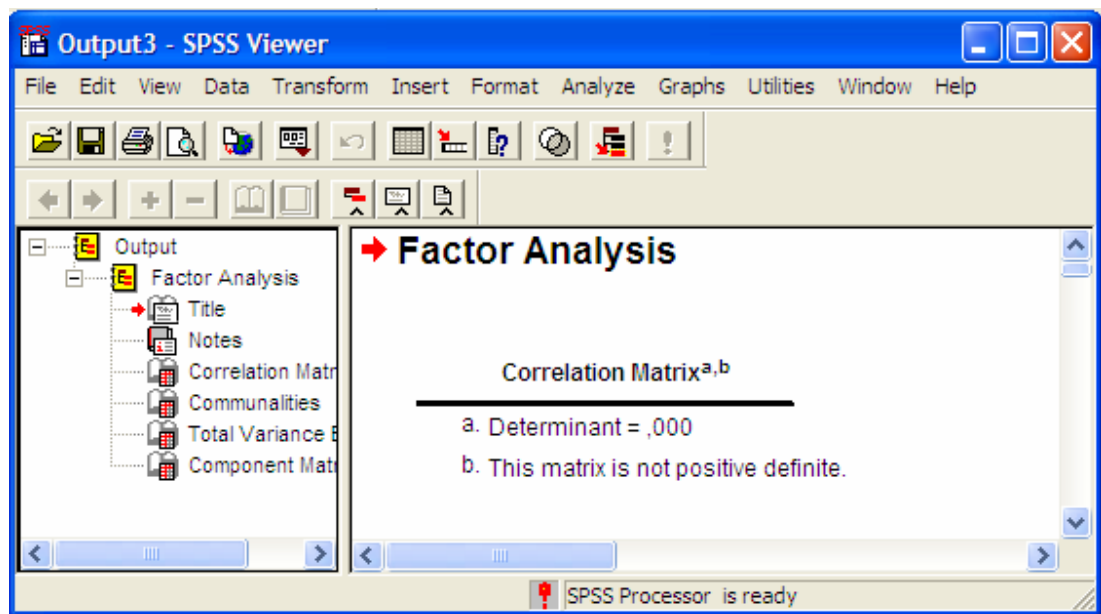 Output3 - SPSS Viewer
File Edit View Data Transform Insert Format Analyze Graphs Utilities Window Help
Output
Factor Analysis
Title
Notes
Correlation Matr
Communalities
Total Variance E
Component Matr
Factor Analysis
Correlation Matrixa,b
a. Determinant = ,000
b. This matrix is not positive definite.
SPSS Processor is ready